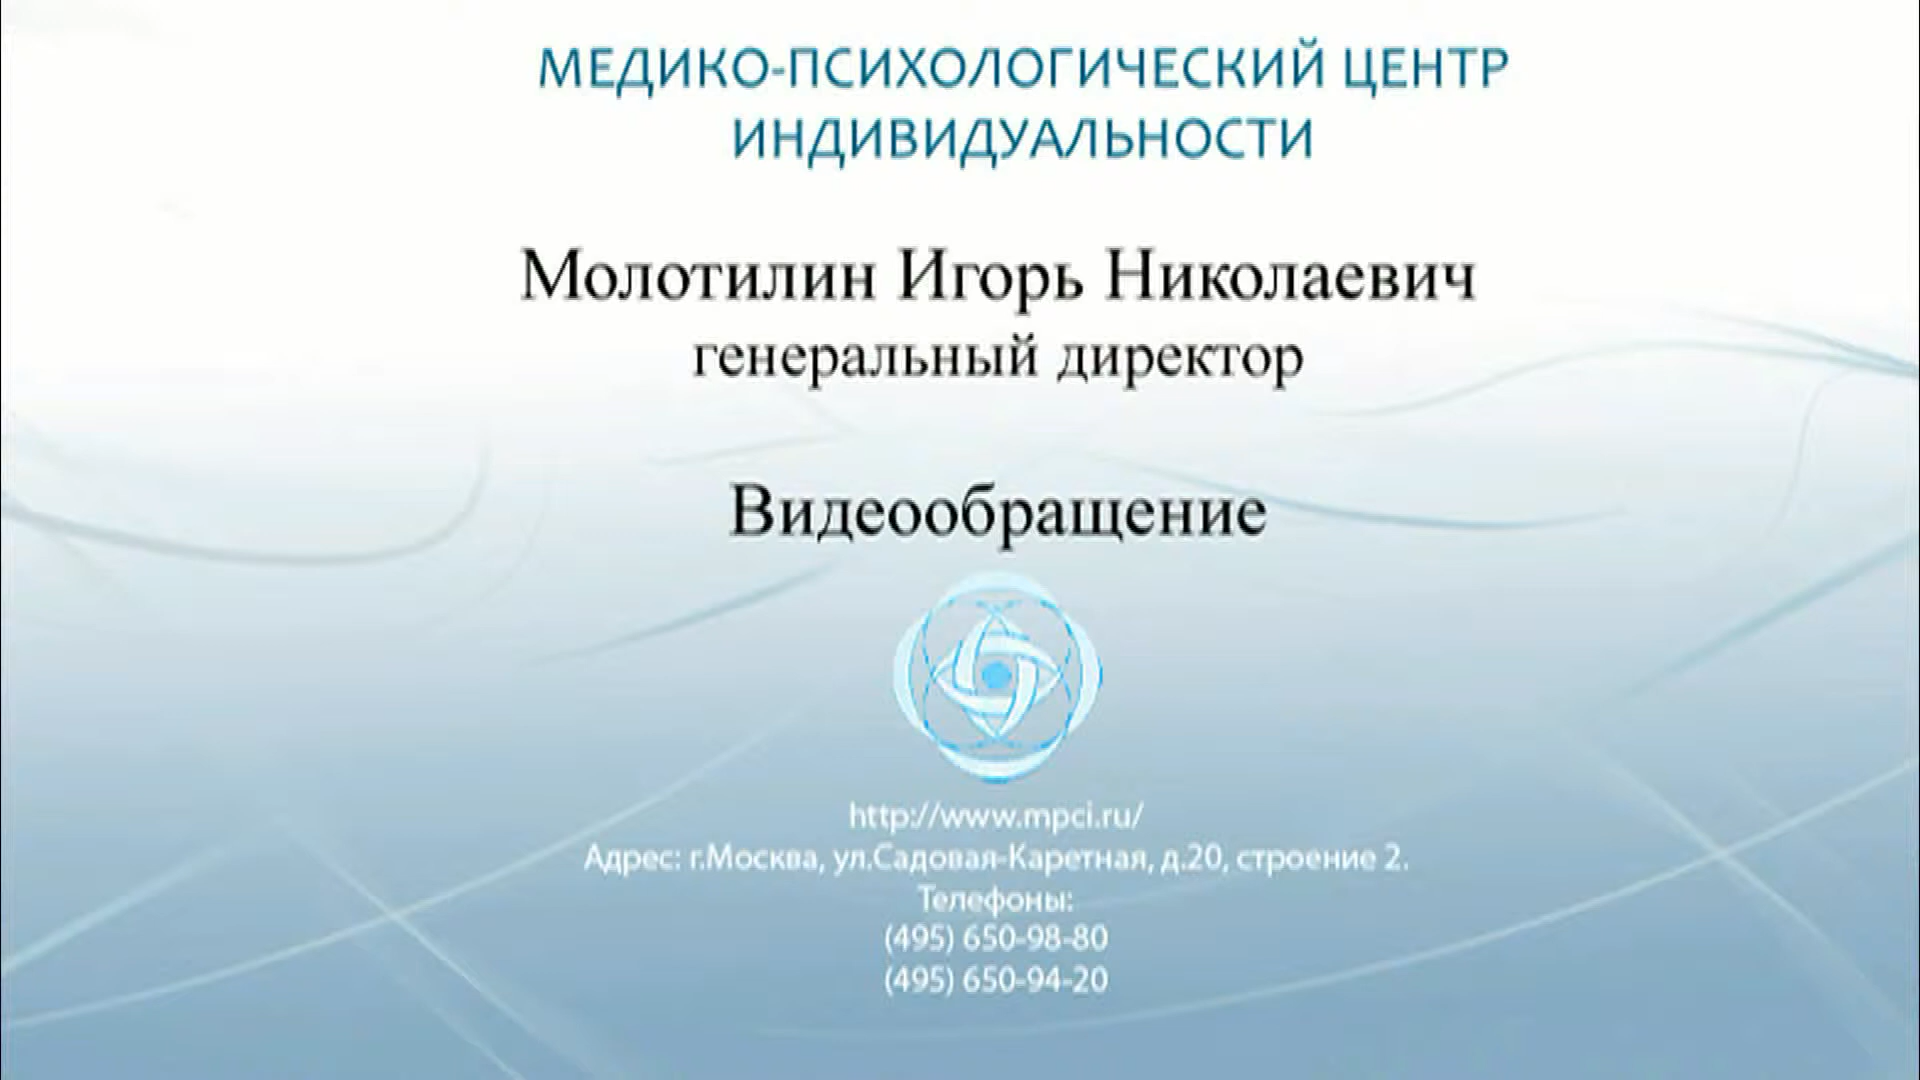 МЕДИКО-ПСИХОЛОГИЧЕСКИЙ ЦЕНТР
ИНДИВИДУАЛЬНОСТИ
Молотилин Игорь Николаевич
генеральный директор
Видеообращение
http://www.mpci.ru/
Адрес: г.Москва, ул.Садовая-Каретная, д.20, строение 2.
Телефоны:
(495) 650-98-80
(495) 650-94-20